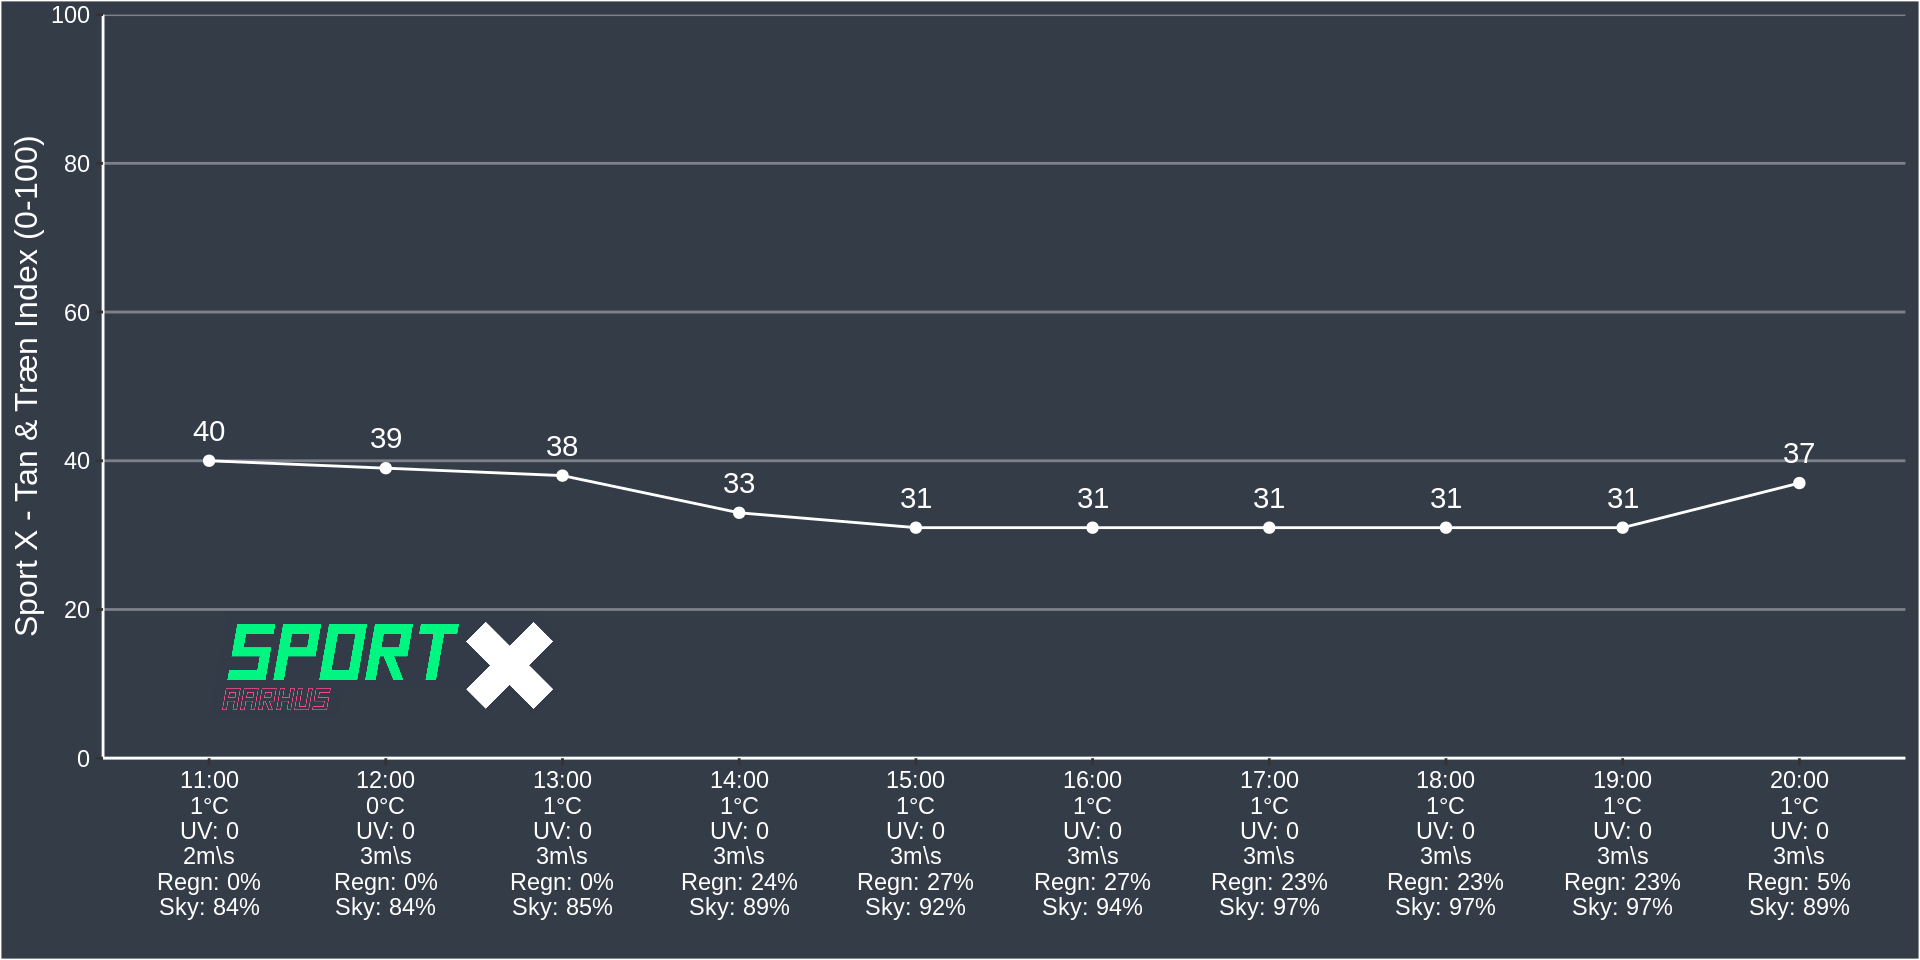 Sport X - Tan & Træn Index (0-100)
100
80
60
40
20
0
40
39
38
33
31
31
31
31
31
37
SPORT X
AARHUS
11:00 12:00 13:00 14:00 15:00 16:00 17:00 18:00 19:00 20:00
1°C 0°C 1°C 1°C 1°C 1°C 1°C 1°C 1°C 1°C
UV: 0 UV: 0 UV: 0 UV: 0 UV: 0 UV: 0 UV: 0 UV: 0 UV: 0 UV: 0
2m\s 3m\s 3m\s 3m\s 3m\s 3m\s 3m\s 3m\s 3m\s 3m\s
Regn: 0% Regn: 0% Regn: 0% Regn: 24% Regn: 27% Regn: 27% Regn: 23% Regn: 23% Regn: 23% Regn: 5%
Sky: 84% Sky: 84% Sky: 85% Sky: 89% Sky: 92% Sky: 94% Sky: 97% Sky: 97% Sky: 97% Sky: 89%